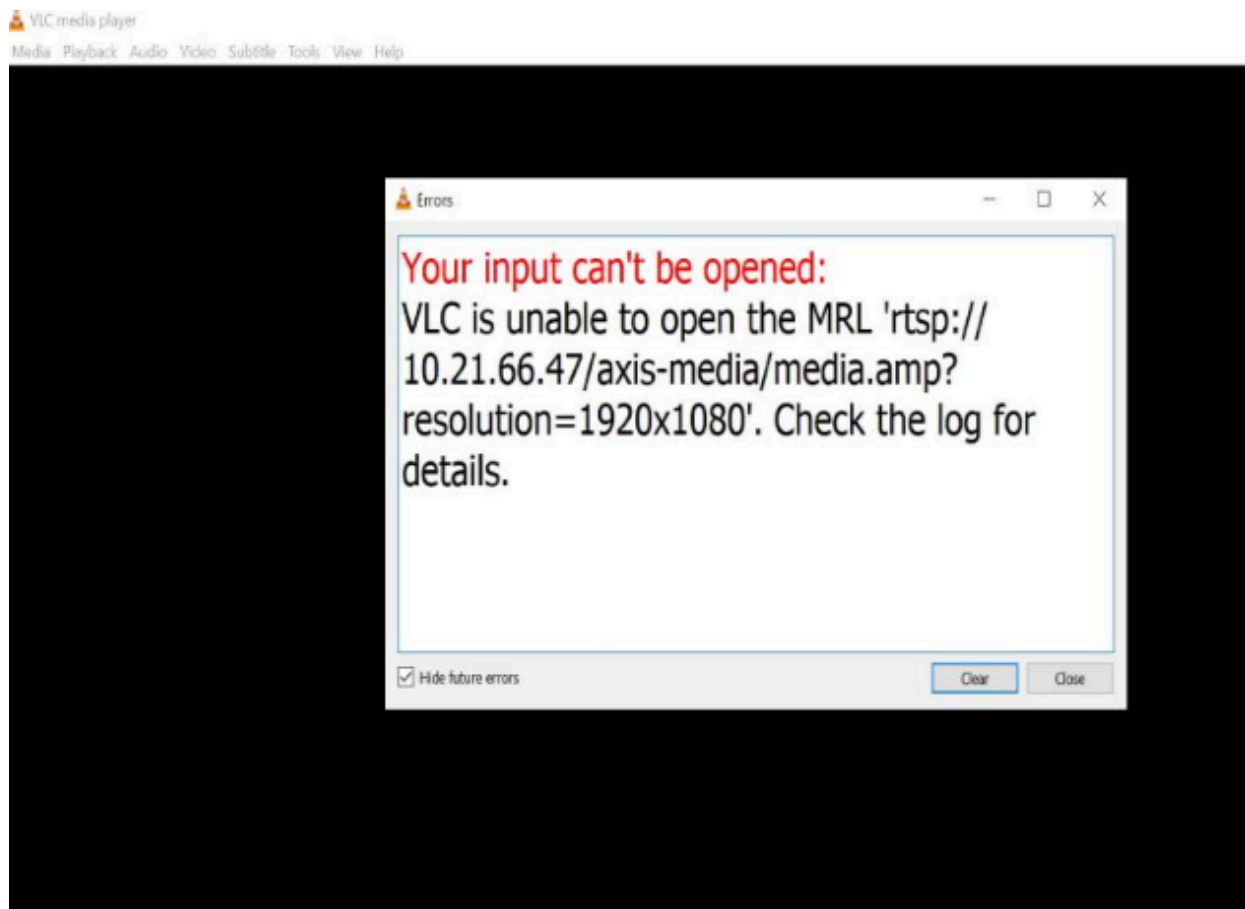 VLC media player
Media Playback Audio Video Subtitle Tools View Help
Errors
Your input can't be opened:
VLC is unable to open the MRL 'rtsp://
10.21.66.47/axis-media/media.amp?
resolution=1920x1080'. Check the log for
details.
Hide future errors
Clear
Close